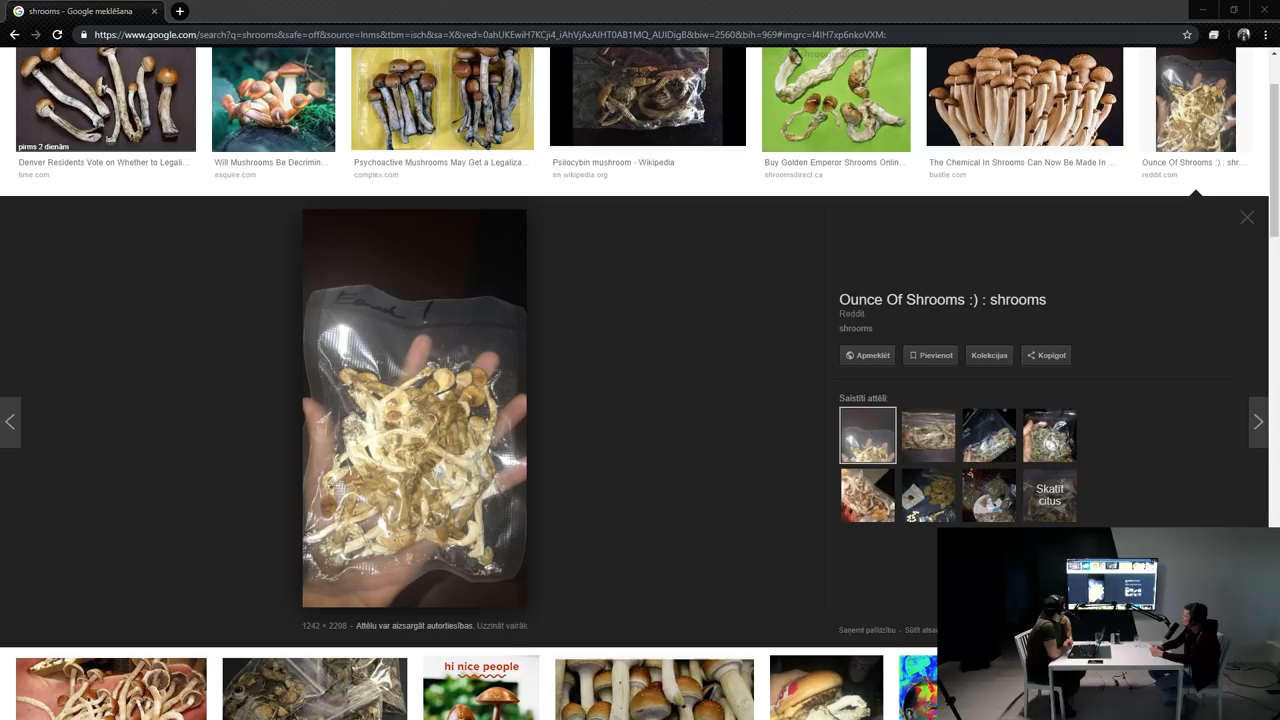 shrooms - Google meklēšana
https://www.google.com/search?q=shrooms&safe=off&source=lnms&tbm=isch&sa=X&ved=0ahUKEwiH7KCji4_iAhVjAxAIHT0AB1MQ_AUIDigB&biw=2560&bih=969#imgrc=I4IH7xp6nkoVXM:
pirms 2 dienām
Denver Residents Vote on Whether to Legali...
time.com
Will Mushrooms Be Decrimin...
esquire.com
Psychoactive Mushrooms May Get a Legaliza...
complex.com
Psilocybin mushroom - Wikipedia
en.wikipedia.org
Buy Golden Emperor Shrooms Onlin...
shroomsdirect.ca
The Chemical In Shrooms Can Now Be Made In ...
bustle.com
Ounce Of Shrooms :) : shr...
reddit.com
Ounce Of Shrooms :) : shrooms
Reddit
shrooms
Apmeklēt
Pievienot
Kolekcijas
Kopīgot
Saistīti attēli:
Skatīt
citus
1242 × 2208 - Attēlu var aizsargāt autortiesības. Uzzināt vairāk
Saņemt palīdzību - Sūtīt atsa
hi nice people